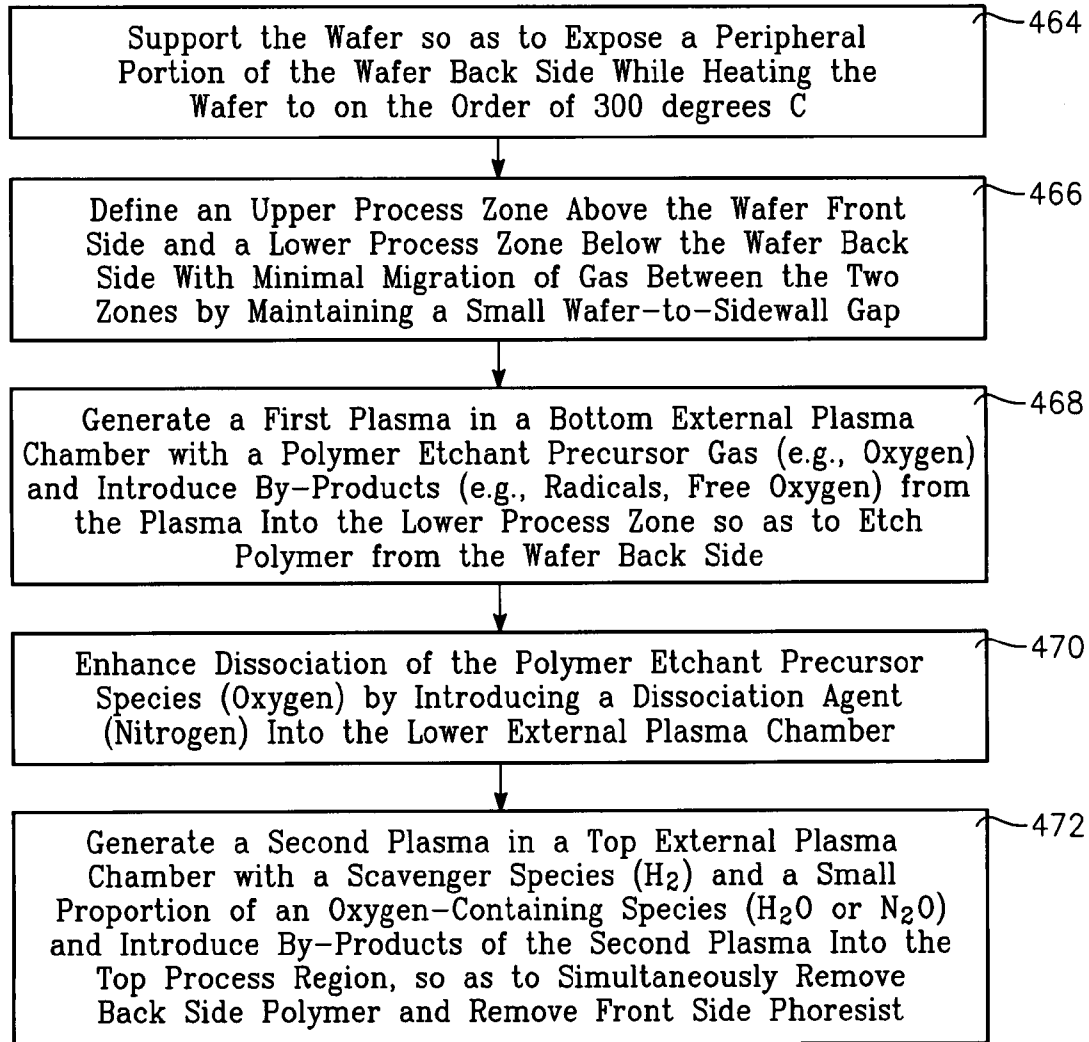 Support the Wafer so as to Expose a Peripheral
Portion of the Wafer Back Side While Heating the
Wafer to on the Order of 300 degrees C
464
Define an Upper Process Zone Above the Wafer Front
Side and a Lower Process Zone Below the Wafer Back
Side With Minimal Migration of Gas Between the Two
Zones by Maintaining a Small Wafer-to-Sidewall Gap
466
Generate a First Plasma in a Bottom External Plasma
Chamber with a Polymer Etchant Precursor Gas (e.g., Oxygen)
and Introduce By-Products (e.g., Radicals, Free Oxygen) from
the Plasma Into the Lower Process Zone so as to Etch
Polymer from the Wafer Back Side
468
Enhance Dissociation of the Polymer Etchant Precursor
Species (Oxygen) by Introducing a Dissociation Agent
(Nitrogen) Into the Lower External Plasma Chamber
470
Generate a Second Plasma in a Top External Plasma
Chamber with a Scavenger Species (H2) and a Small
Proportion of an Oxygen-Containing Species (H2O or N2O)
and Introduce By-Products of the Second Plasma Into the
Top Process Region, so as to Simultaneously Remove
Back Side Polymer and Remove Front Side Phoresist
472